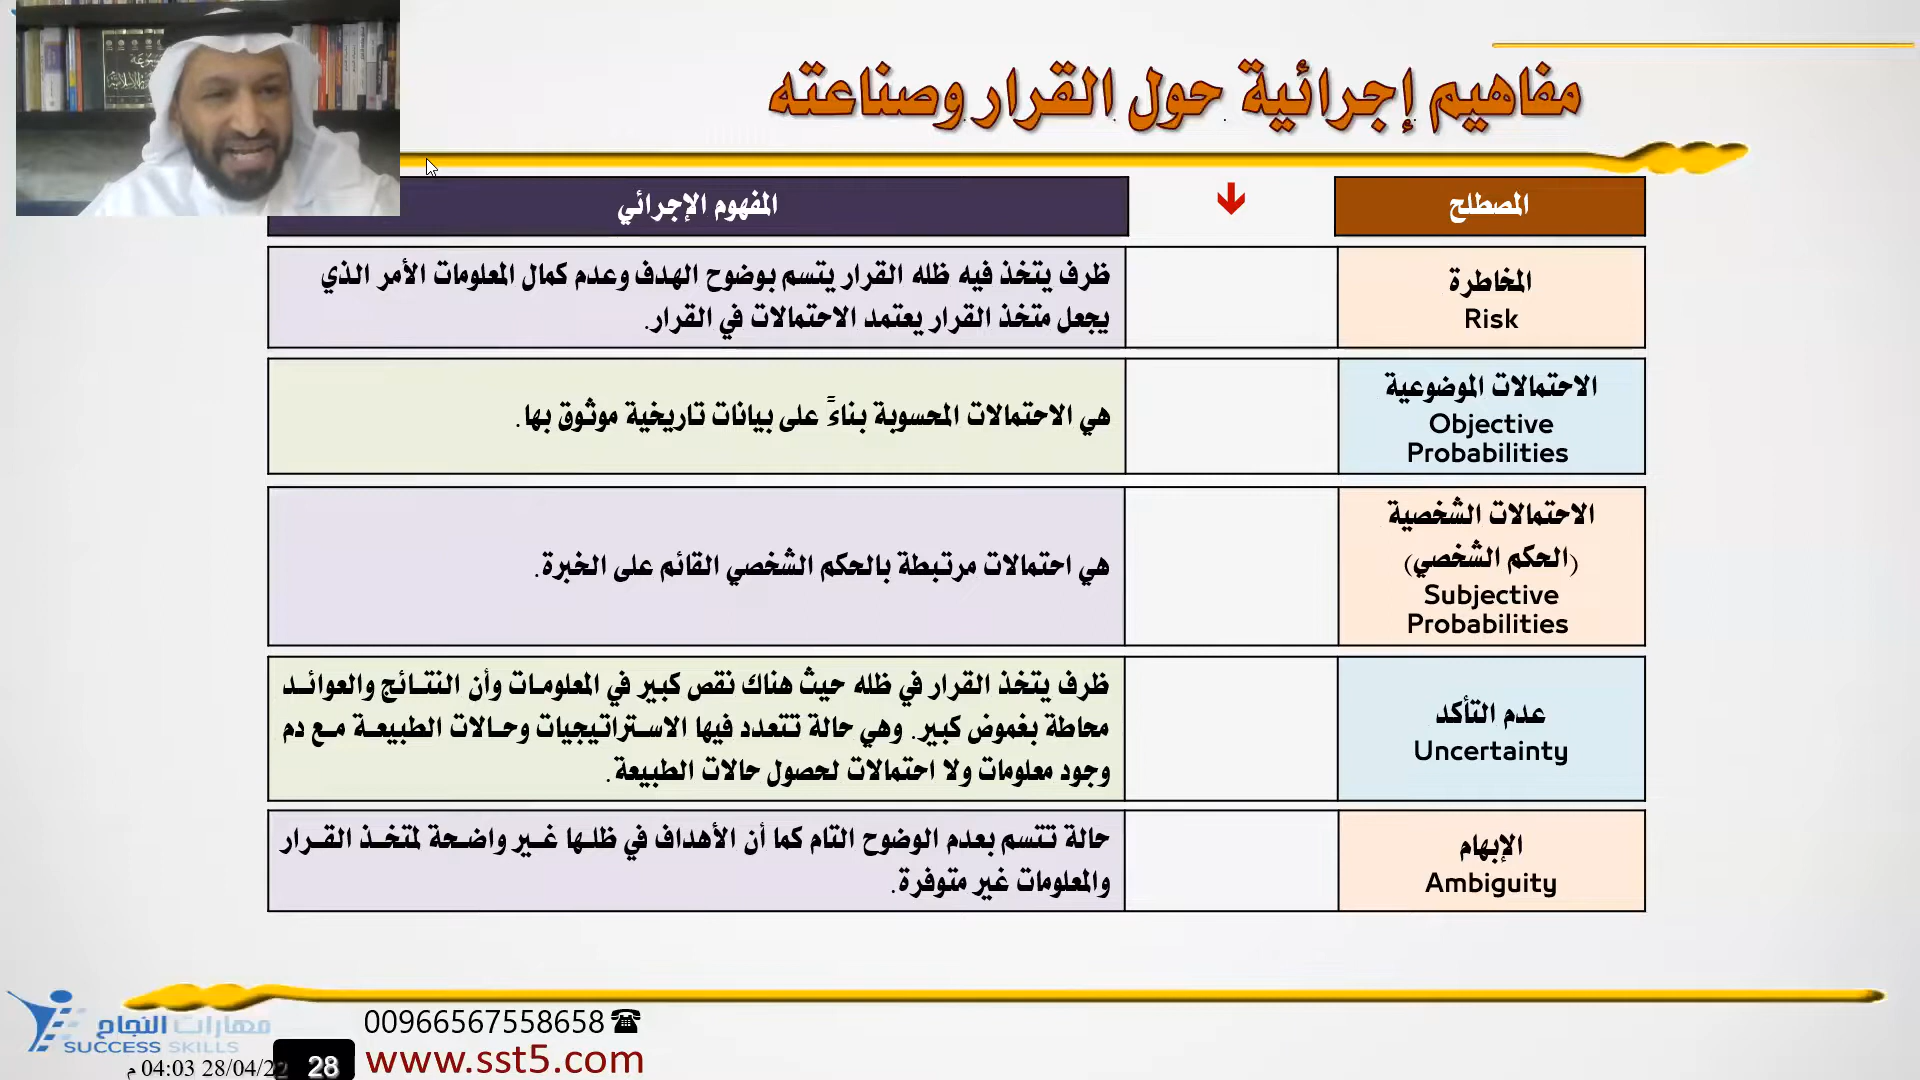 مفاهيم إجرائية حول القرار وصناعته
المصطلح
المفهوم الإجرائي
المخاطرة
Risk
ظرف يتخذ فيه ظله القرار يتسم بوضوح الهدف وعدم كمال المعلومات الأمر الذي
يجعل متخذ القرار يعتمد الاحتمالات في القرار.
الاحتمالات الموضوعية
Objective
Probabilities
هي الاحتمالات المحسوبة بناءً على بيانات تاريخية موثوق بها.
الاحتمالات الشخصية
(الحكم الشخصي)
Subjective
Probabilities
هي احتمالات مرتبطة بالحكم الشخصي القائم على الخبرة.
عدم التأكد
Uncertainty
ظرف يتخذ القرار في ظله حيث هناك نقص كبير في المعلومات وأن النتائج والعوائد
محاطة بغموض كبير. وهي حالة تتعدد فيها الاستراتيجيات وحالات الطبيعة مع دم
وجود معلومات ولا احتمالات لحصول حالات الطبيعة.
الإبهام
Ambiguity
حالة تتسم بعدم الوضوح التام كما أن الأهداف في ظلها غير واضحة لمتخذ القرار
والمعلومات غير متوفرة.
مهارات النجاح
SUCCESS SKILLS
00966567558658
www.sst5.com
28
28/04/22 04:03 م